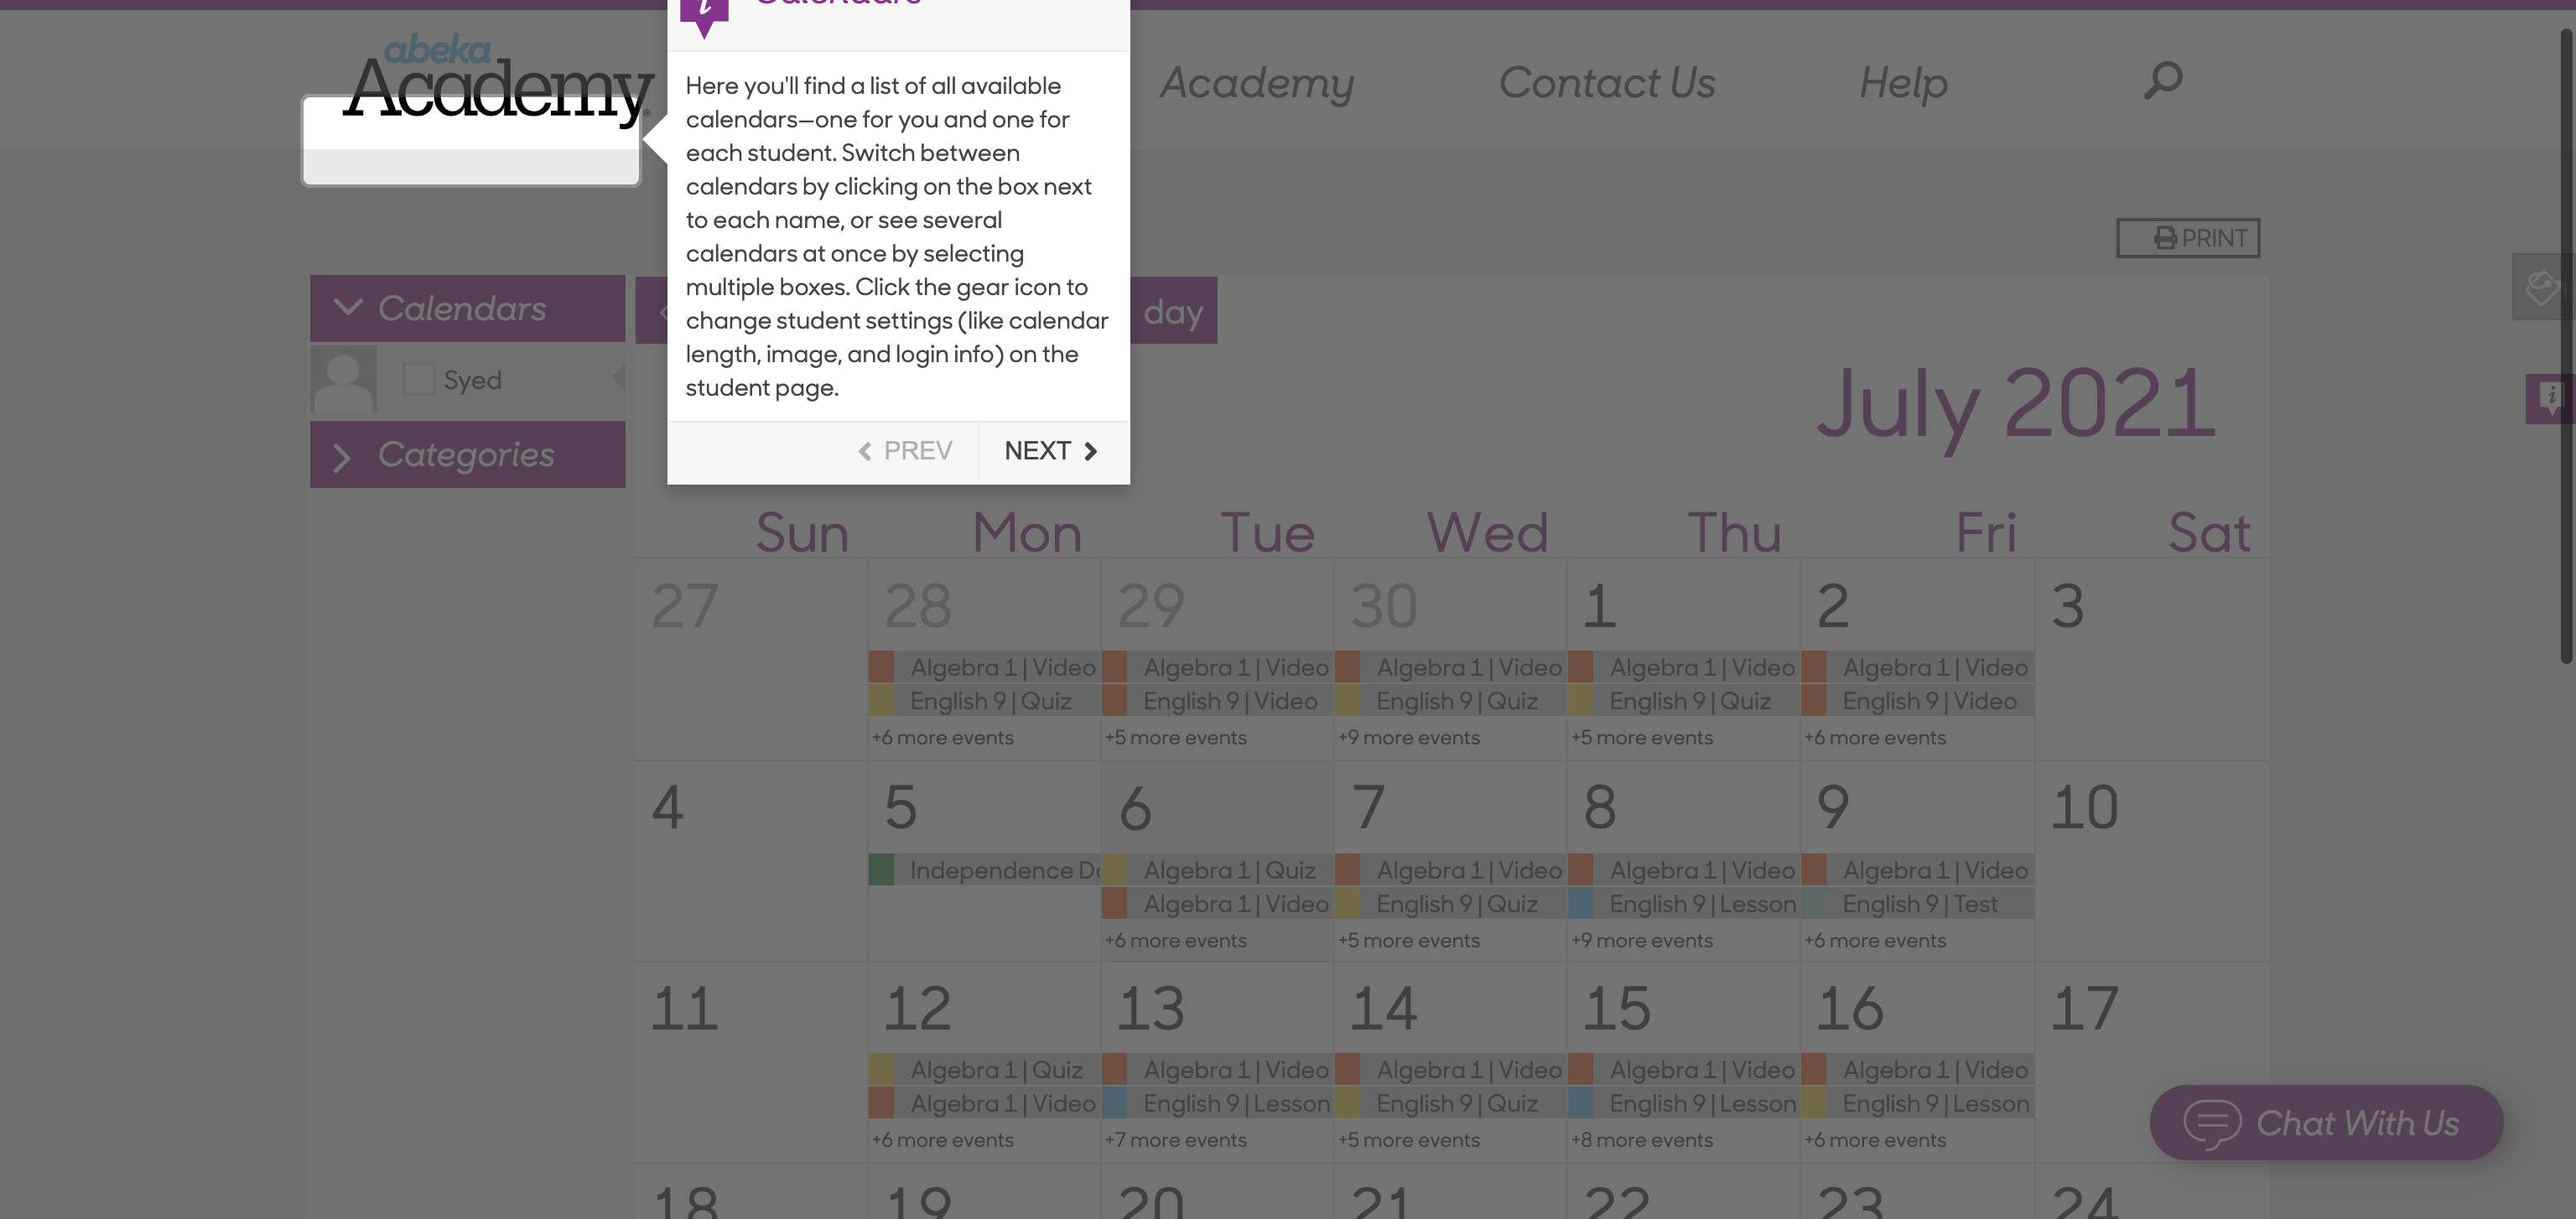 Calendars
abeka
Academy
Academy
Contact Us
Help
Here you'll find a list of all available
calendars—one for you and one for
each student. Switch between
calendars by clicking on the box next
to each name, or see several
calendars at once by selecting
multiple boxes. Click the gear icon to
change student settings (like calendar
length, image, and login info) on the
student page.
PREV
NEXT
PRINT
Calendars
Syed
Categories
day
July 2021
Sun Mon Tue Wed Thu Fri Sat
27 28 29 30 1 2 3
Algebra 1 | Video Algebra 1 | Video Algebra 1 | Video Algebra 1 | Video Algebra 1 | Video
English 9 | Quiz English 9 | Video English 9 | Quiz English 9 | Quiz English 9 | Video
+6 more events +5 more events +9 more events +5 more events +6 more events
4 5 6 7 8 9 10
Independence Algebra 1 | Quiz Algebra 1 | Video Algebra 1 | Video Algebra 1 | Video
Algebra 1 | Video English 9 | Quiz English 9 | Lesson English 9 | Test
+6 more events +5 more events +9 more events +6 more events
11 12 13 14 15 16 17
Algebra 1 | Quiz Algebra 1 | Video Algebra 1 | Video Algebra 1 | Video Algebra 1 | Video
Algebra 1 | Video English 9 | Lesson English 9 | Quiz English 9 | Lesson English 9 | Lesson
+6 more events +7 more events +5 more events +8 more events +6 more events
Chat With Us
18 19 20 21 22 23 24